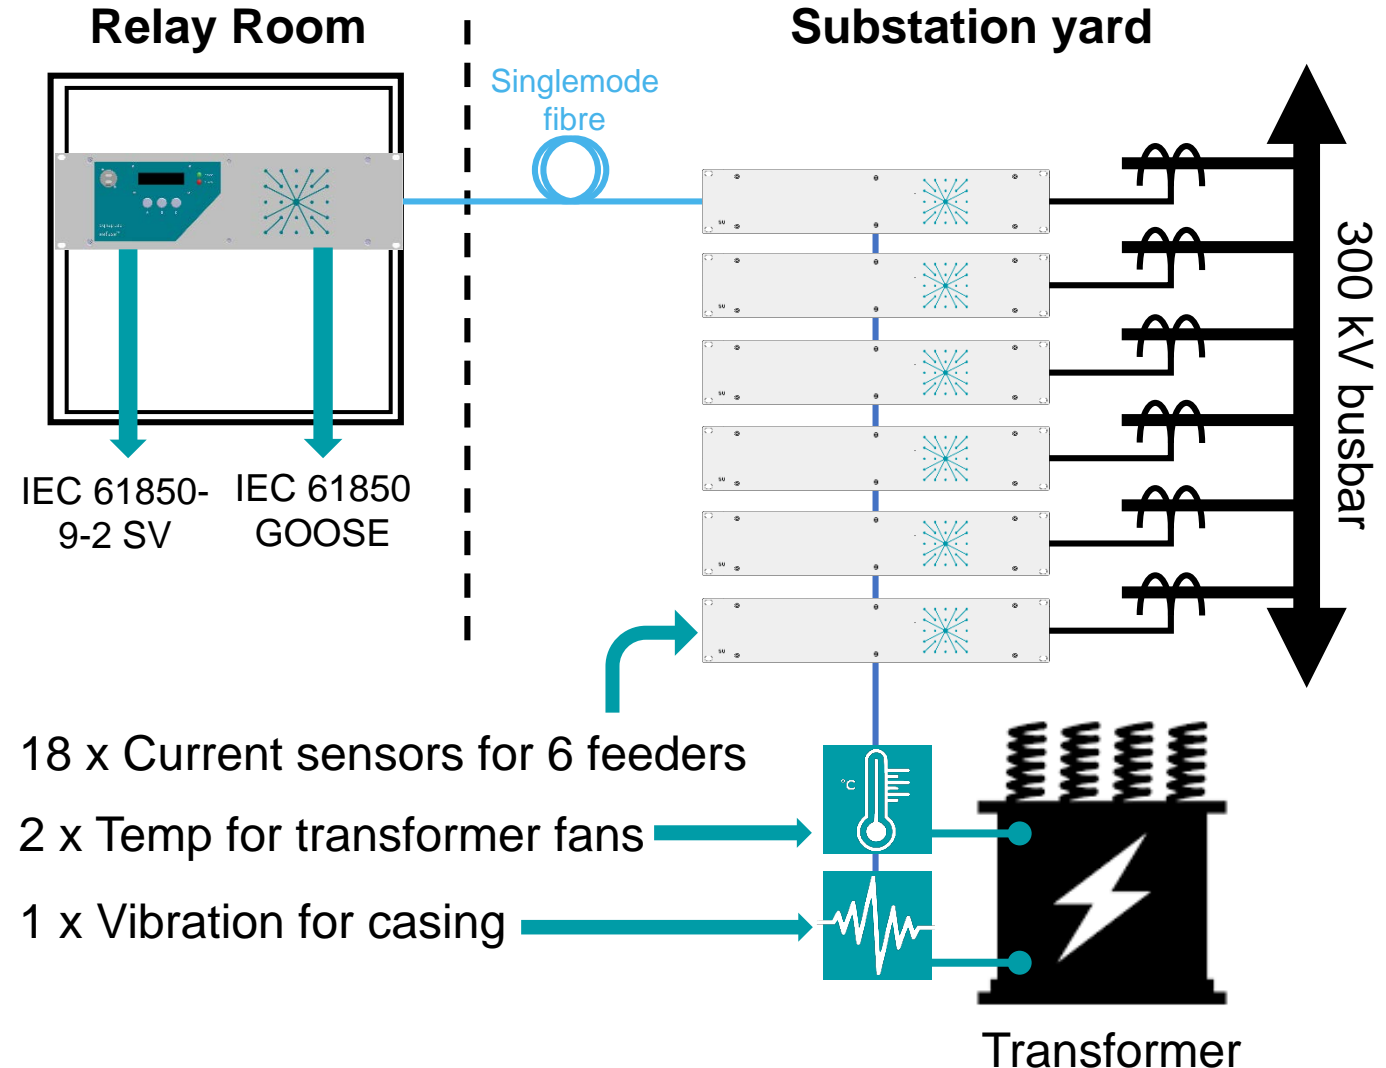 Relay Room
Substation yard
Singlemode
fibre
300 kV busbar
IEC 61850-
9-2 SV
IEC 61850
GOOSE
18 x Current sensors for 6 feeders
2 x Temp for transformer fans
1 x Vibration for casing
°C
Transformer